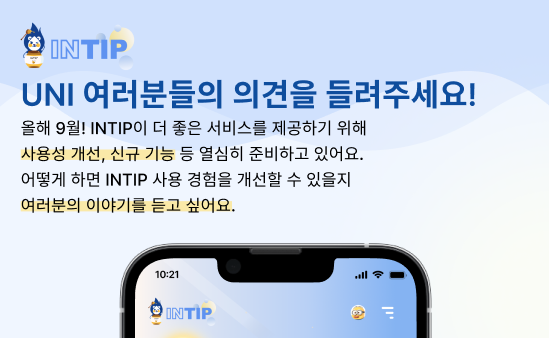 INTIP
UNI 여러분들의 의견을 들려주세요!
올해 9월! INTIP이 더 좋은 서비스를 제공하기 위해
사용성 개선, 신규 기능 등 열심히 준비하고 있어요.
어떻게 하면 INTIP 사용 경험을 개선할 수 있을지
여러분의 이야기를 듣고 싶어요.
10:21
INTIP